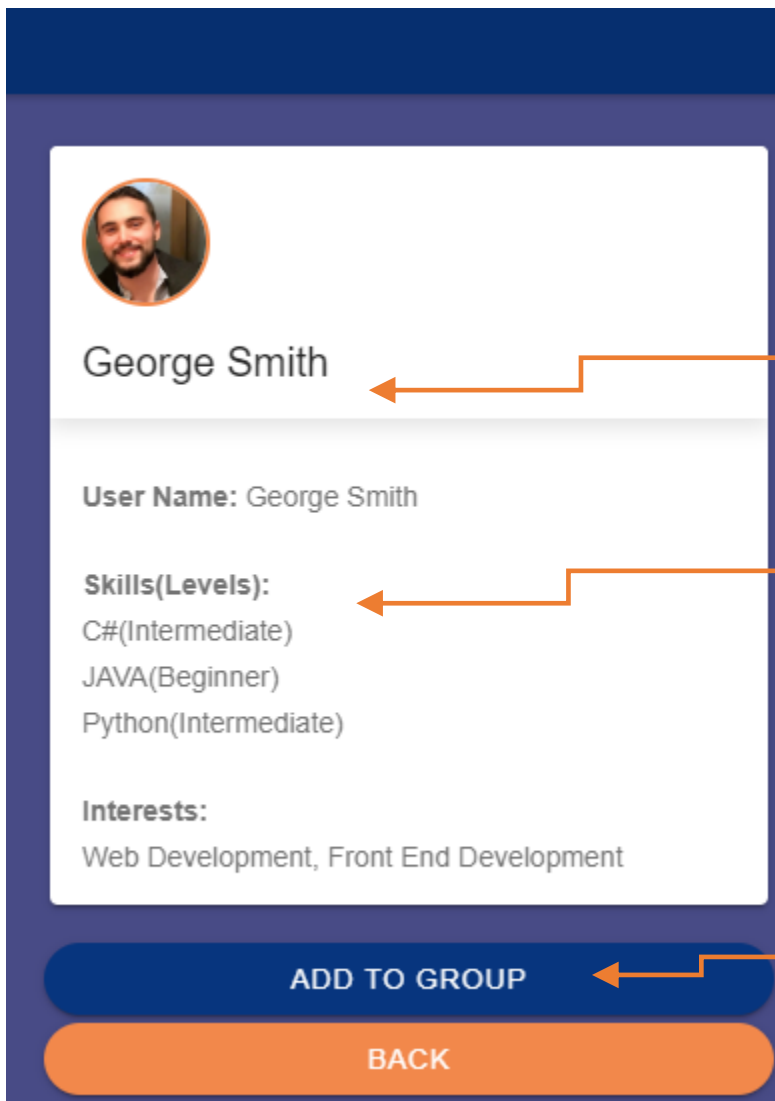 George Smith
User Name: George Smith
Skills(Levels):
C#(Intermediate)
JAVA(Beginner)
Python(Intermediate)
Interests:
Web Development, Front End Development
ADD TO GROUP
BACK